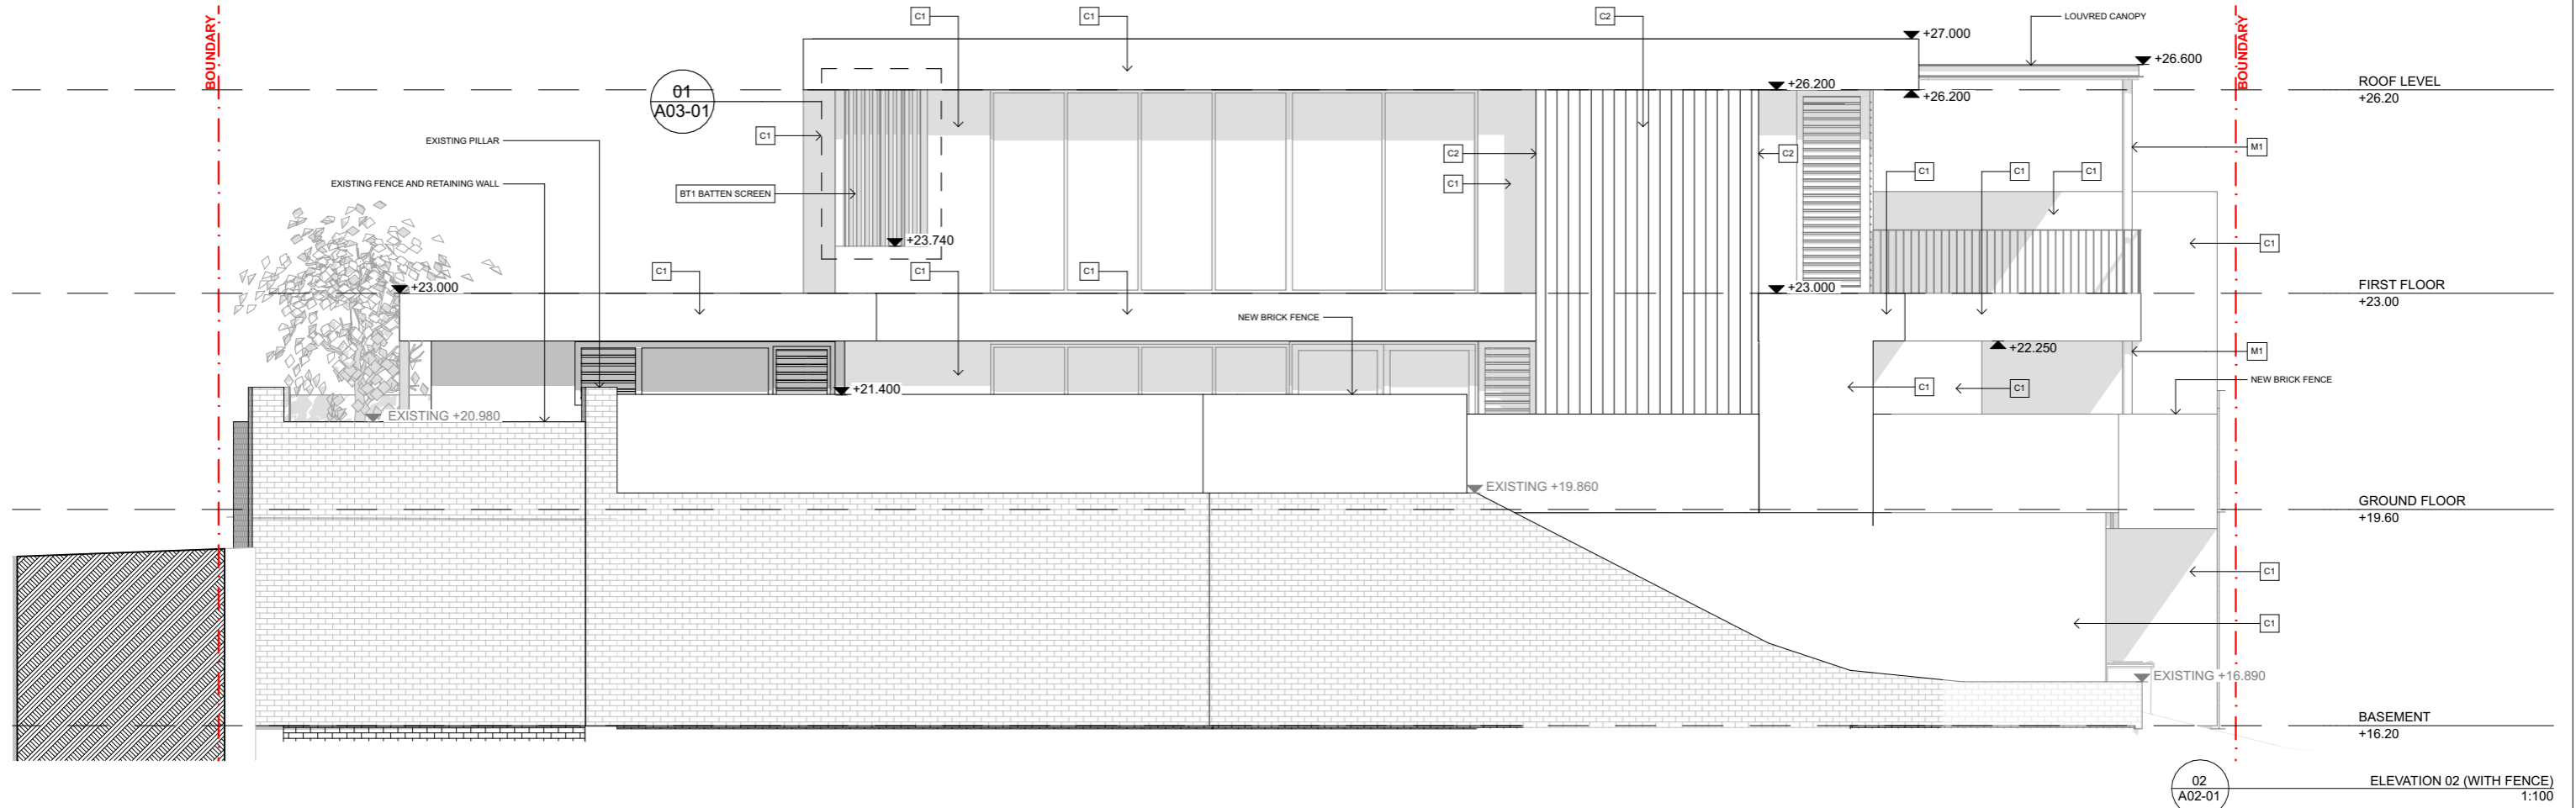 BOUNDARY
C1
C1
C2
LOUVRED CANOPY
BOUNDARY
+27.000
+26.600
01
A03-01
+26.200
+26.200
ROOF LEVEL
+26.20
C1
EXISTING PILLAR
C2
C2
M1
EXISTING FENCE AND RETAINING WALL
BT1 BATTEN SCREEN
C1
C1
C1
C1
+23.740
C1
C1
C1
C1
+23.000
+23.000
FIRST FLOOR
+23.00
NEW BRICK FENCE
+22.250
M1
+21.400
C1
C1
NEW BRICK FENCE
EXISTING +20.980
EXISTING +19.860
GROUND FLOOR
+19.60
C1
C1
EXISTING +16.890
BASEMENT
+16.20
02
A02-01
ELEVATION 02 (WITH FENCE)
1:100